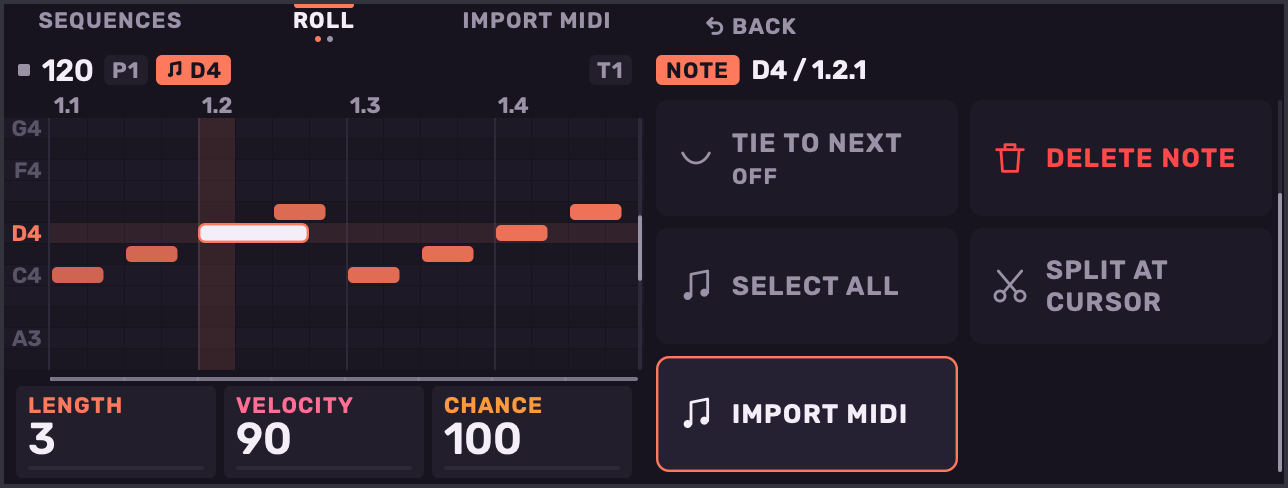 SEQUENCES ROLL IMPORT MIDI BACK
120 P1 D4 T1 NOTE D4 / 1.2.1
1.1 1.2 1.3 1.4
G4
F4
D4
C4
A3
TIE TO NEXT
OFF
DELETE NOTE
SELECT ALL
SPLIT AT
CURSOR
IMPORT MIDI
LENGTH
3
VELOCITY
90
CHANCE
100